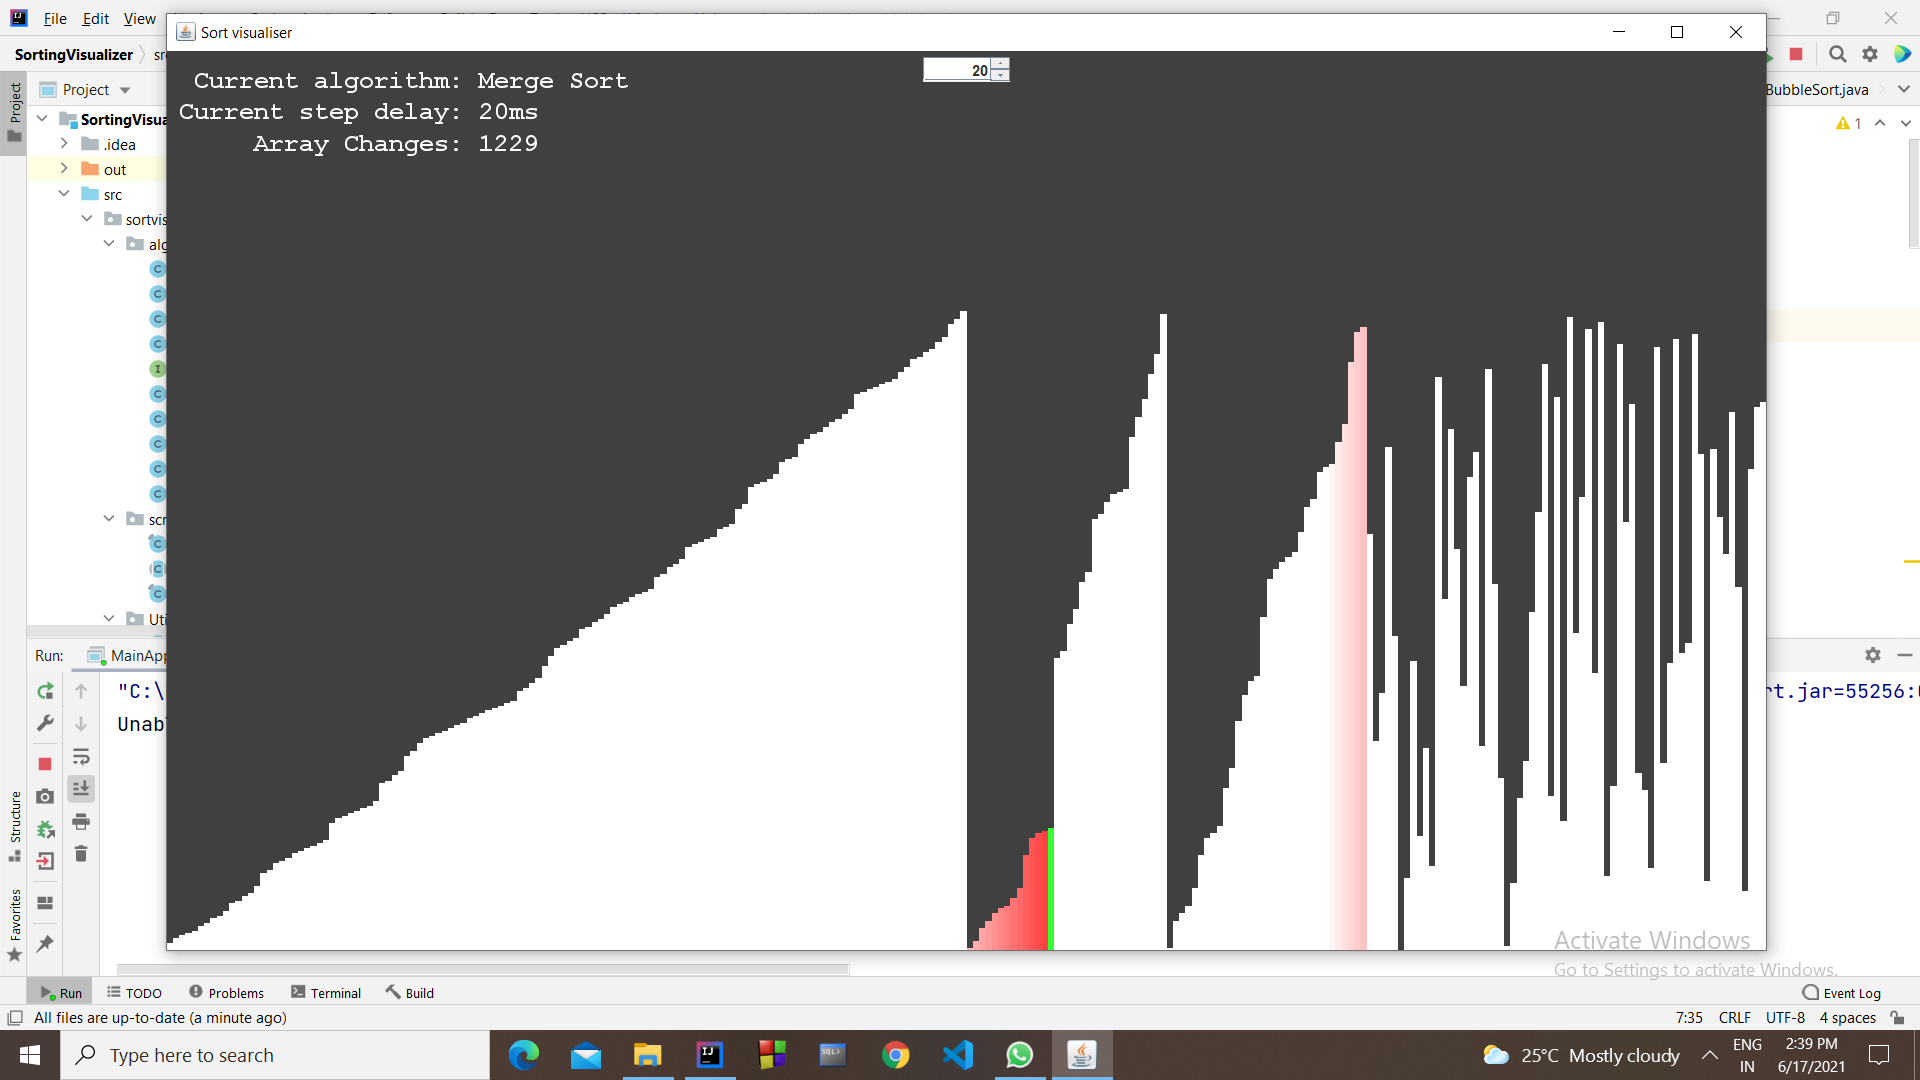 File Edit View
Sort visualiser
SortingVisualizer
Current algorithm: Merge Sort
Current step delay: 20ms
Array Changes: 1229
20
Project
Project
BubbleSort.java
SortingVisua
1
.idea
out
src
sortvis
alg
scr
Uti
Run: MainApp
"C:\
rt.jar=55256:
Unab
Structure
Favorites
Activate Windows
Go to Settings to activate Windows.
Run TODO Problems Terminal Build Event Log
All files are up-to-date (a minute ago)
7:35 CRLF UTF-8 4 spaces
Type here to search
25°C Mostly cloudy
ENG
IN
2:39 PM
6/17/2021